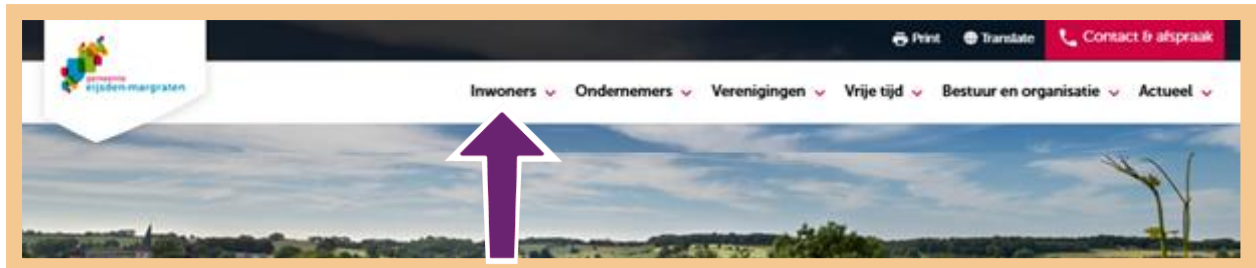 Print Translate Contact & afspraak
gemeente
eijsden-margraten
Inwoners Ondernemers Verenigingen Vrije tijd Bestuur en organisatie Actueel